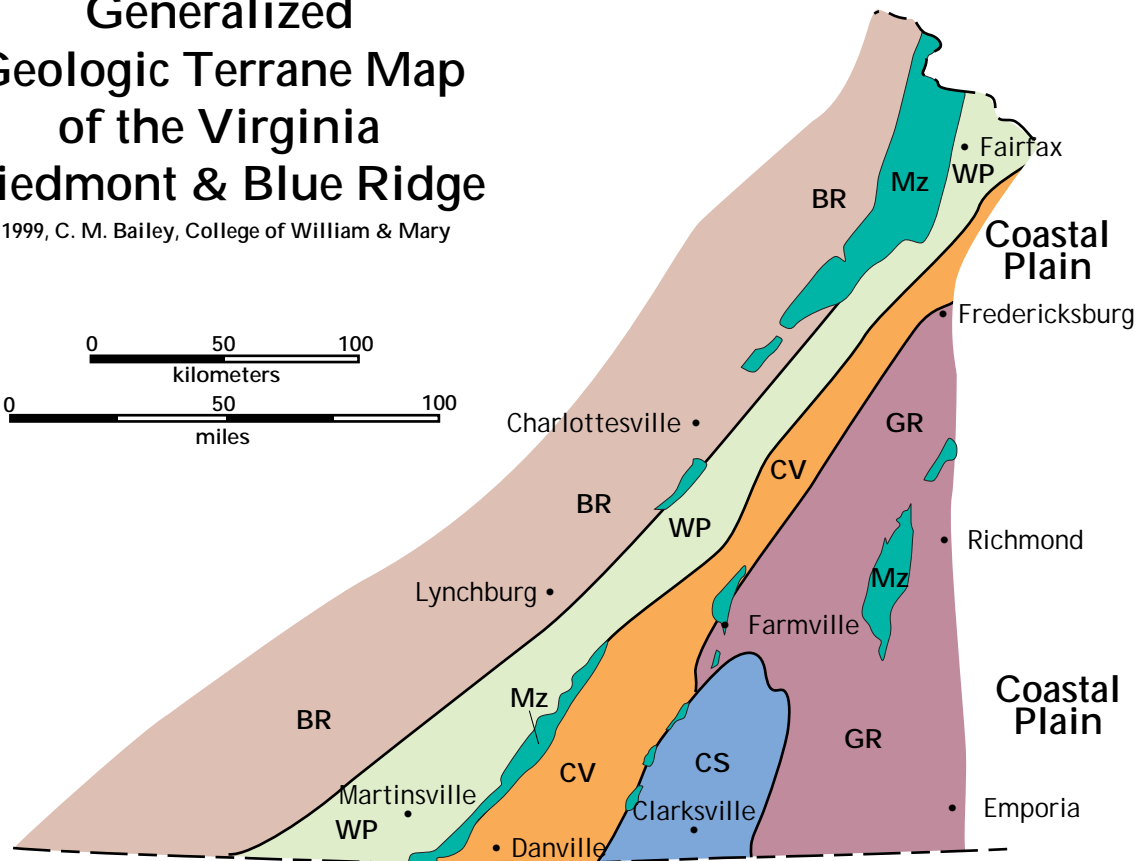 Generalized
Geologic Terrane Map
of the Virginia
iedmont & Blue Ridge
1999, C. M. Bailey, College of William & Mary
0 50 100
kilometers
0 50 100
miles
Fairfax
WP
Mz
BR
Coastal
Plain
Fredericksburg
Charlottesville
GR
CV
BR
WP
Richmond
Mz
Lynchburg
Farmville
Mz
Coastal
Plain
BR
GR
CV
CS
Martinsville
WP
Clarksville
Emporia
Danville